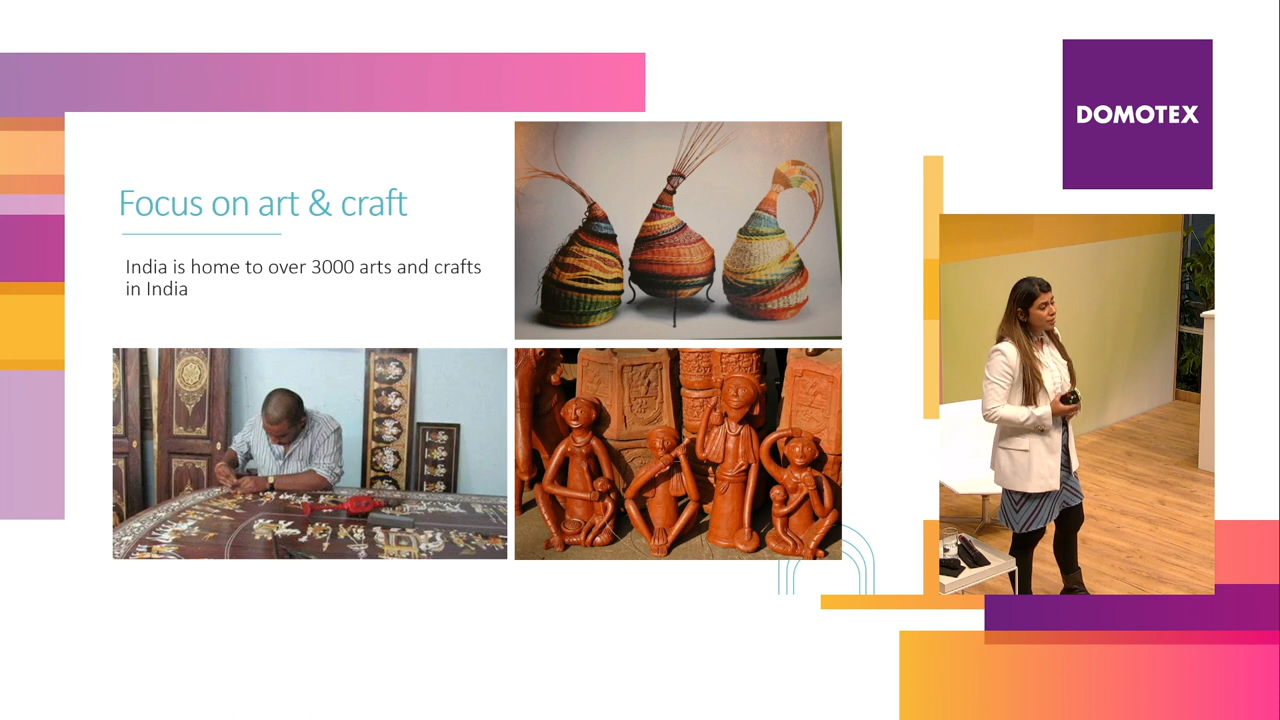 DOMOTEX
Focus on art & craft
India is home to over 3000 arts and crafts
in India